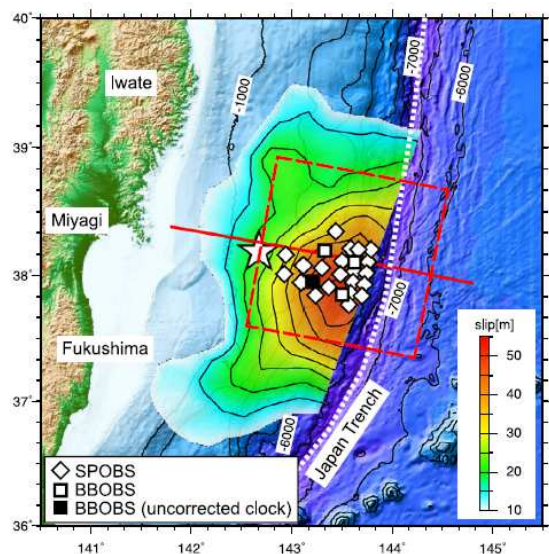 40˚
39˚
38˚
37˚
36˚
141˚
142˚
143˚
144˚
145˚
Iwate
Miyagi
Fukushima
-1000
-7000
-6000
-7000
-6000
Japan Trench
slip[m]
50
40
30
20
10
SPOBS
BBOBS
BBOBS (uncorrected clock)